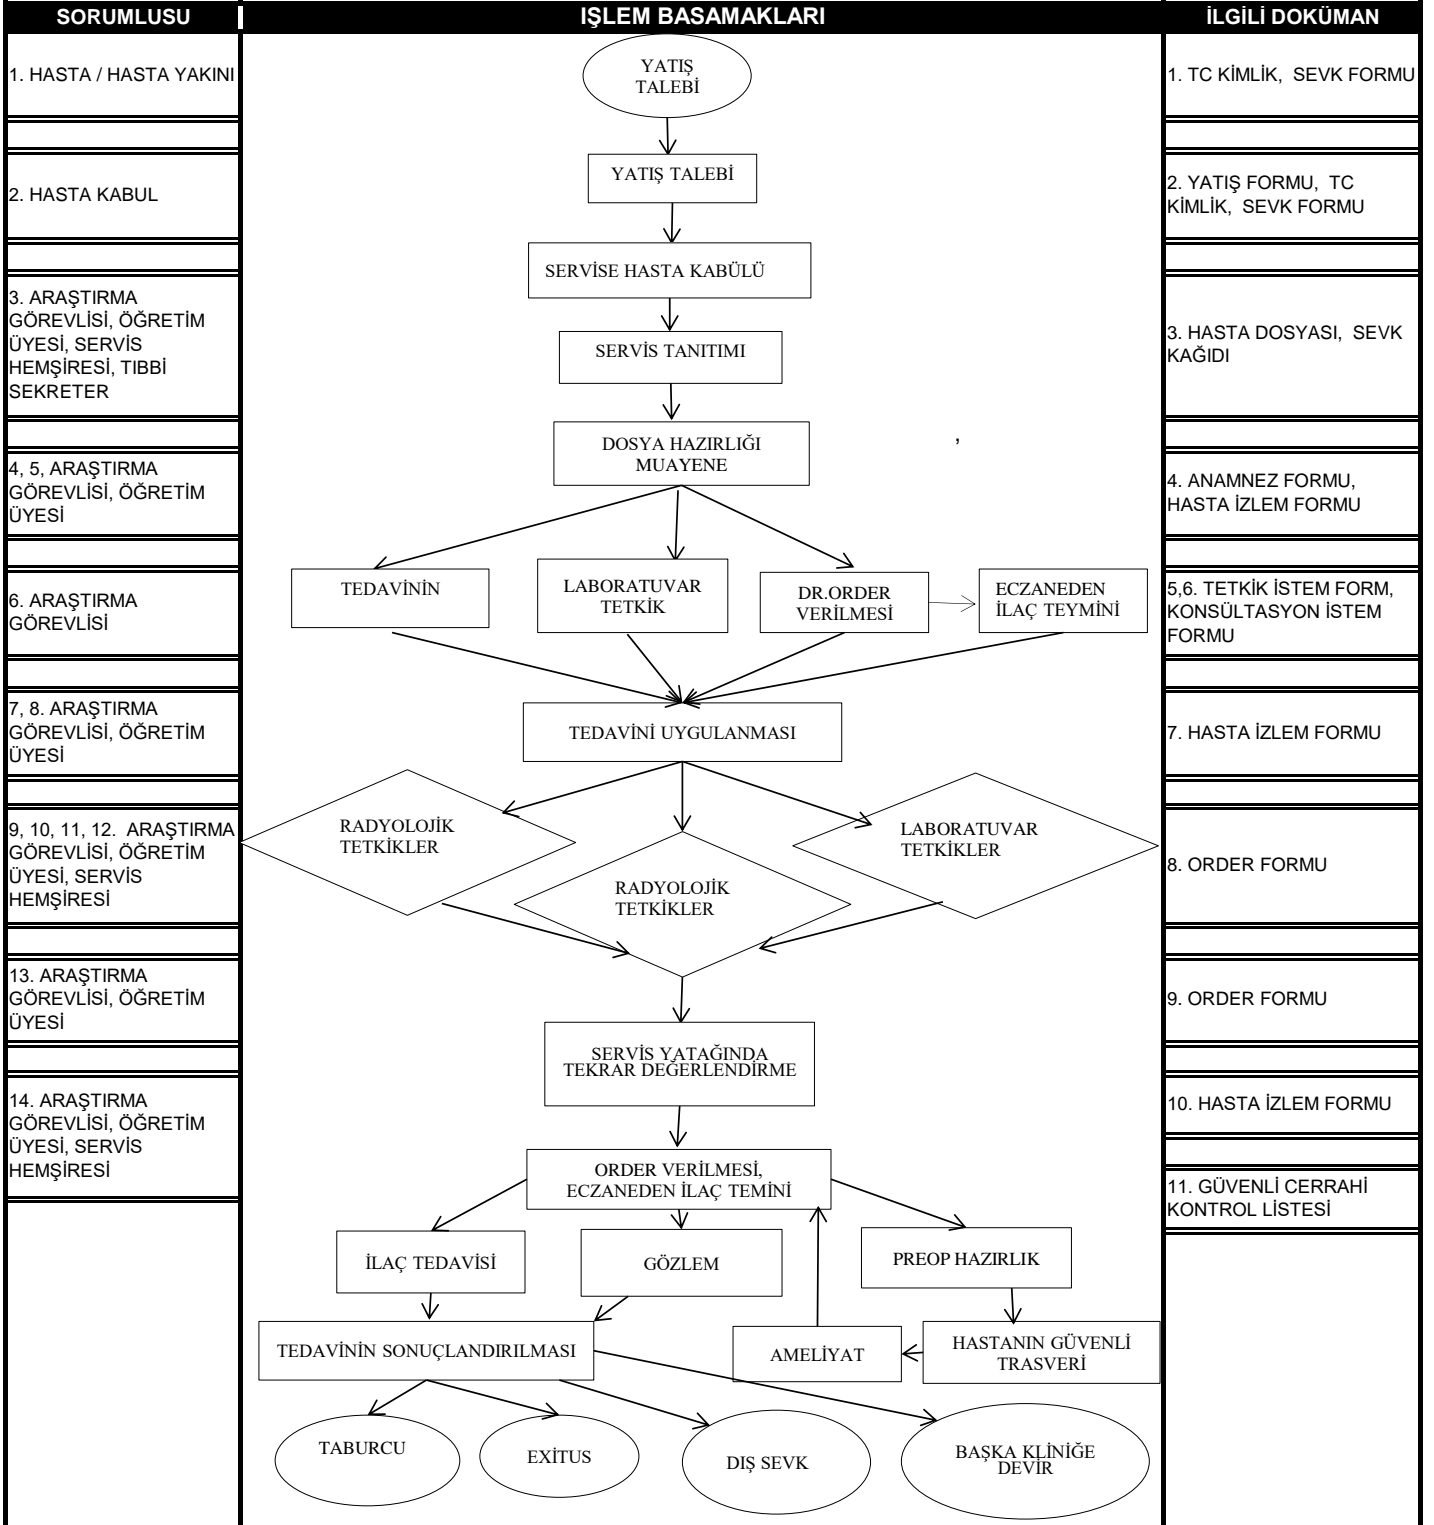 SORUMLUSU
IŞLEM BASAMAKLARI
İLGİLİ DOKÜMAN
1. HASTA / HASTA YAKINI
YATIŞ
TALEBİ
1. TC KİMLİK,  SEVK FORMU
2. HASTA KABUL
YATIŞ TALEBİ
2. YATIŞ FORMU,  TC
KİMLİK,  SEVK FORMU
SERVİSE HASTA KABÜLÜ
3. ARAŞTIRMA
GÖREVLİSİ, ÖĞRETİM
ÜYESİ, SERVİS
HEMŞİRESİ, TIBBİ
SEKRETER
SERVİS TANITIMI
3. HASTA DOSYASI,  SEVK
KAĞIDI
DOSYA HAZIRLIĞI
MUAYENE
,
4, 5, ARAŞTIRMA
GÖREVLİSİ, ÖĞRETİM
ÜYESİ
4. ANAMNEZ FORMU,
HASTA İZLEM FORMU
6. ARAŞTIRMA
GÖREVLİSİ
TEDAVİNİN
LABORATUVAR
TETKİK
DR.ORDER
VERİLMESİ
ECZANEDEN
İLAÇ TEYMİNİ
5,6. TETKİK İSTEM FORM,
KONSÜLTASYON İSTEM
FORMU
7, 8. ARAŞTIRMA
GÖREVLİSİ, ÖĞRETİM
ÜYESİ
TEDAVİNİ UYGULANMASI
7. HASTA İZLEM FORMU
9, 10, 11, 12.  ARAŞTIRMA
GÖREVLİSİ, ÖĞRETİM
ÜYESİ, SERVİS
HEMŞİRESİ
RADYOLOJİK
TETKİKLER
RADYOLOJİK
TETKİKLER
LABORATUVAR
TETKİKLER
8. ORDER FORMU
13. ARAŞTIRMA
GÖREVLİSİ, ÖĞRETİM
ÜYESİ
9. ORDER FORMU
SERVİS YATAĞINDA
TEKRAR DEĞERLENDİRME
14. ARAŞTIRMA
GÖREVLİSİ, ÖĞRETİM
ÜYESİ, SERVİS
HEMŞİRESİ
10. HASTA İZLEM FORMU
ORDER VERİLMESİ,
ECZANEDEN İLAÇ TEMİNİ
11. GÜVENLİ CERRAHİ
KONTROL LİSTESİ
İLAÇ TEDAVİSİ
GÖZLEM
PREOP HAZIRLIK
TEDAVİNİN SONUÇLANDIRILMASI
AMELİYAT
HASTANIN GÜVENLİ
TRASVERİ
TABURCU
EXİTUS
DIŞ SEVK
BAŞKA KLİNİĞE
DEVİR